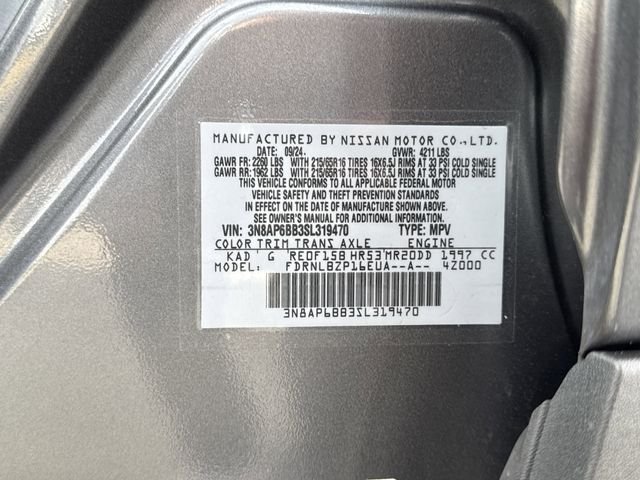 MANUFACTURED BY NISSAN MOTOR CO., LTD.
DATE: 09/24 GVWR: 4211 LBS
GAWR FR: 2260 LBS WITH 215/65R16 TIRES 16X6.5J RIMS AT 33 PSI COLD SINGLE
GAWR RR: 1962 LBS WITH 215/65R16 TIRES 16X6.5J RIMS AT 33 PSI COLD SINGLE
THIS VEHICLE CONFORMS TO ALL APPLICABLE FEDERAL MOTOR
VEHICLE SAFETY AND THEFT PREVENTION STANDARDS
IN EFFECT ON THE DATE OF MANUFACTURE SHOWN ABOVE.
SEE OWNER'S MANUAL FOR ADDITIONAL INFORMATION.
VIN: 3N8AP6BB3SL319470 TYPE: MPV
COLOR TRIM TRANS AXLE ENGINE
KAD G RE0F15B HR53 MR20DD 1997 CC
MODEL: FDRNLBZP16EUA--A-- 4Z000
3N8AP6BB3SL319470